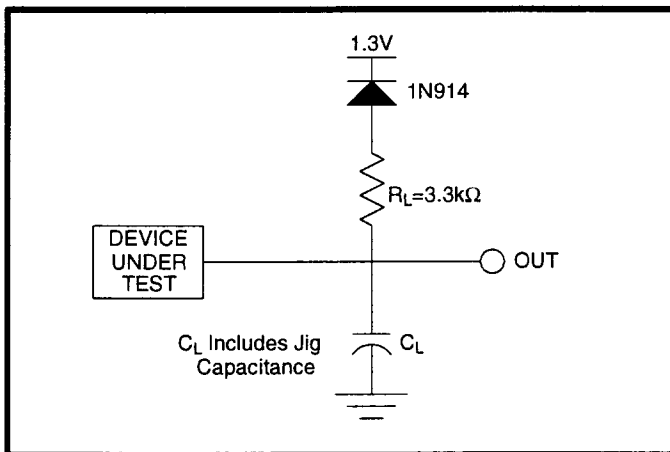 1.3V
1N914
RL=3.3kΩ
DEVICE
UNDER
TEST
OUT
CL Includes Jig
Capacitance
CL